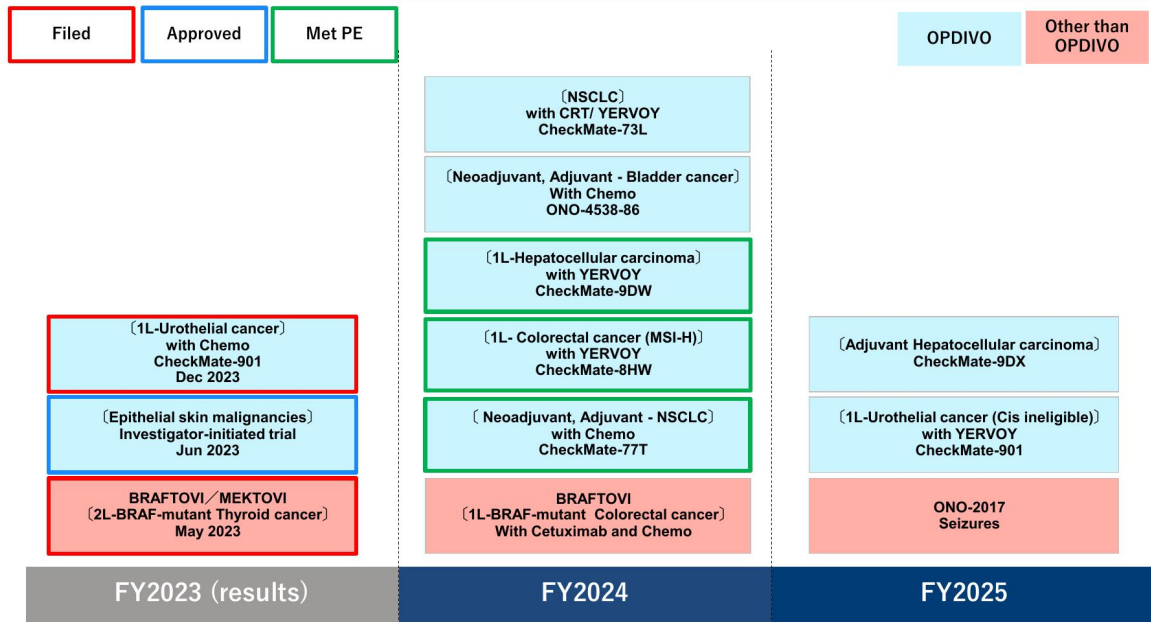 Filed
Approved
Met PE
OPDIVO
Other than
OPDIVO
〔1L-Urothelial cancer〕
with Chemo
CheckMate-901
Dec 2023
〔Epithelial skin malignancies〕
Investigator-initiated trial
Jun 2023
BRAFTOVI／MEKTOVI
〔2L-BRAF-mutant Thyroid cancer〕
May 2023
〔NSCLC〕
with CRT/ YERVOY
CheckMate-73L
〔Neoadjuvant, Adjuvant - Bladder cancer〕
With Chemo
ONO-4538-86
〔1L-Hepatocellular carcinoma〕
with YERVOY
CheckMate-9DW
〔1L- Colorectal cancer (MSI-H)〕
with YERVOY
CheckMate-8HW
〔 Neoadjuvant, Adjuvant - NSCLC〕
with Chemo
CheckMate-77T
BRAFTOVI
〔1L-BRAF-mutant Colorectal cancer〕
With Cetuximab and Chemo
〔Adjuvant Hepatocellular carcinoma〕
CheckMate-9DX
〔1L-Urothelial cancer (Cis ineligible)〕
with YERVOY
CheckMate-901
ONO-2017
Seizures
FY2023 (results)
FY2024
FY2025